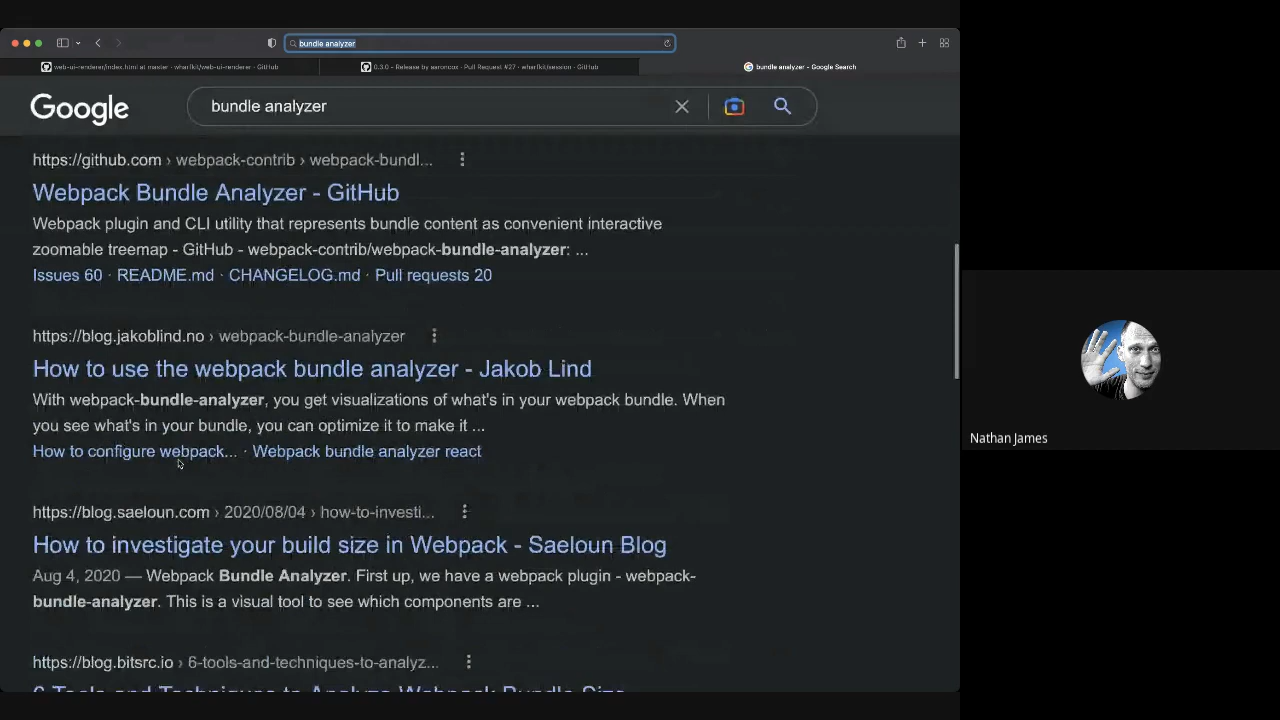 bundle analyzer
web-ui-renderer/index.html at master · wharfkit/web-ui-renderer · GitHub
0.3.0 - Release by aaroncox · Pull Request #27 · wharfkit/session · GitHub
bundle analyzer - Google Search
Google
bundle analyzer
https://github.com › webpack-contrib › webpack-bundl...
Webpack Bundle Analyzer - GitHub
Webpack plugin and CLI utility that represents bundle content as convenient interactive
zoomable treemap - GitHub - webpack-contrib/webpack-bundle-analyzer: ...
Issues 60 · README.md · CHANGELOG.md · Pull requests 20
https://blog.jakoblind.no › webpack-bundle-analyzer
How to use the webpack bundle analyzer - Jakob Lind
With webpack-bundle-analyzer, you get visualizations of what's in your webpack bundle. When
you see what's in your bundle, you can optimize it to make it ...
How to configure webpack... · Webpack bundle analyzer react
https://blog.saeloun.com › 2020/08/04 › how-to-investi...
How to investigate your build size in Webpack - Saeloun Blog
Aug 4, 2020 — Webpack Bundle Analyzer. First up, we have a webpack plugin - webpack-
bundle-analyzer. This is a visual tool to see which components are ...
https://blog.bitsrc.io › 6-tools-and-techniques-to-analyz...
6 Tools and Techniques to Analyze Webpack Bundle Size
Nathan James